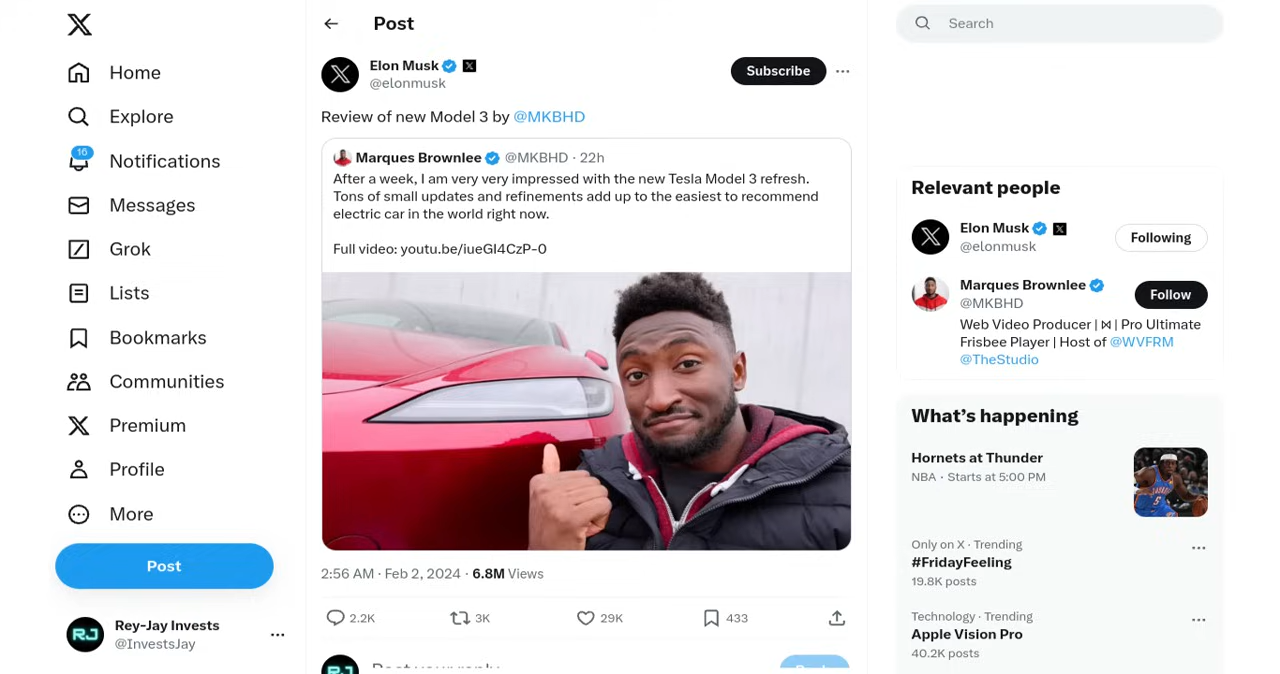 Home
Explore
16
Notifications
Messages
Grok
Lists
Bookmarks
Communities
Premium
Profile
More
Post
RJ
Rey-Jay Invests
@InvestsJay
Post
Elon Musk
@elonmusk
Subscribe
Review of new Model 3 by @MKBHD
Marques Brownlee @MKBHD · 22h
After a week, I am very very impressed with the new Tesla Model 3 refresh.
Tons of small updates and refinements add up to the easiest to recommend
electric car in the world right now.
Full video: youtu.be/iueGI4CzP-0
2:56 AM · Feb 2, 2024 · 6.8M Views
2.2K
3K
29K
433
RJ
Post your reply
Search
Relevant people
Elon Musk
@elonmusk
Following
Marques Brownlee
@MKBHD
Follow
Web Video Producer | ⋈ | Pro Ultimate
Frisbee Player | Host of @WVFRM
@TheStudio
What’s happening
Hornets at Thunder
NBA · Starts at 5:00 PM
Only on X · Trending
#FridayFeeling
19.8K posts
Technology · Trending
Apple Vision Pro
40.2K posts